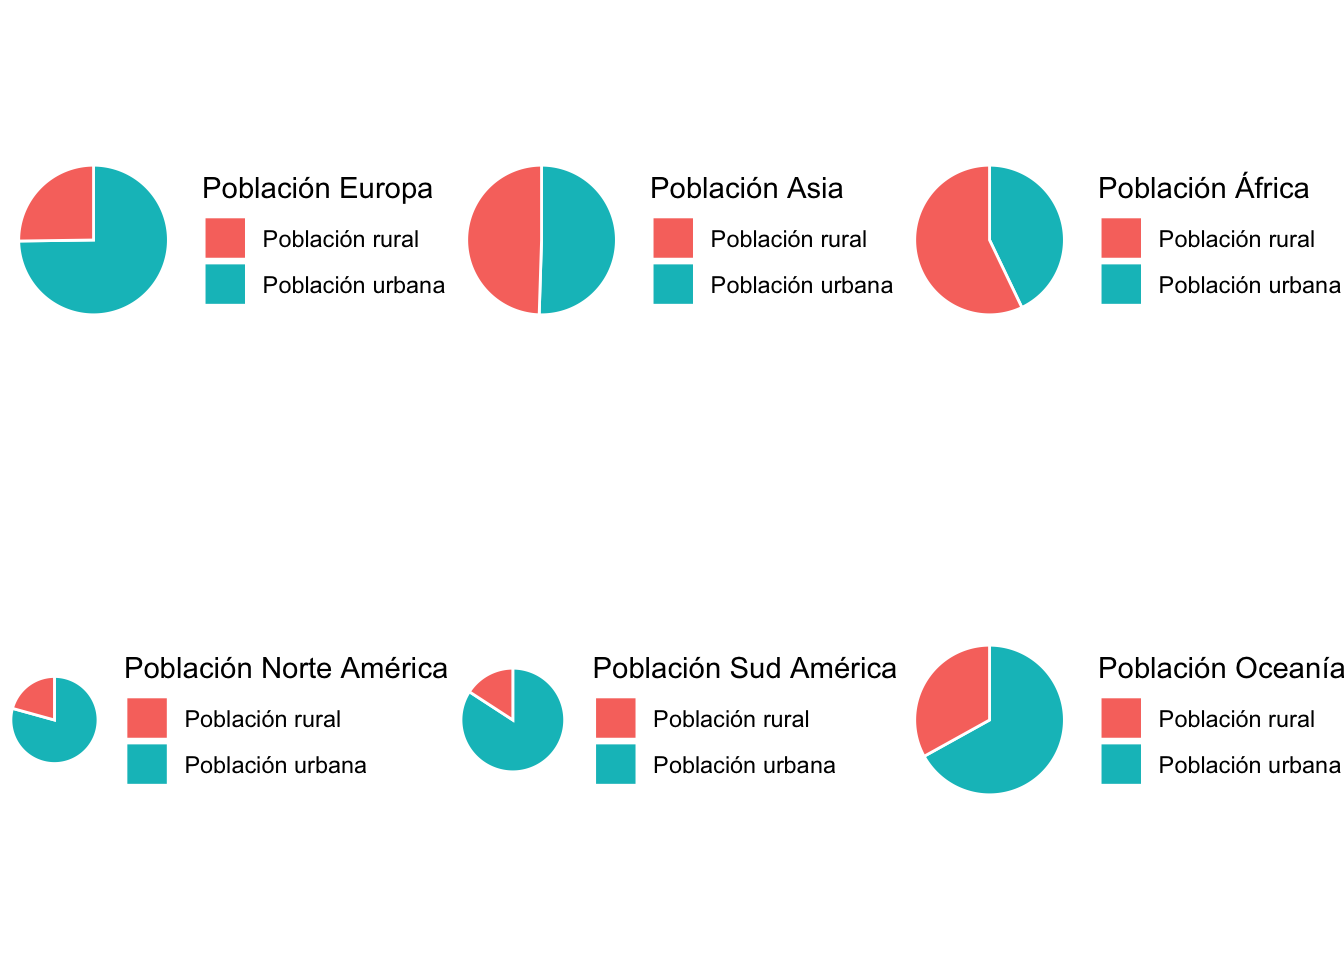 Población Europa
Población rural
Población urbana
Población Asia
Población rural
Población urbana
Población África
Población rural
Población urbana
Población Norte América
Población rural
Población urbana
Población Sud América
Población rural
Población urbana
Población Oceanía
Población rural
Población urbana